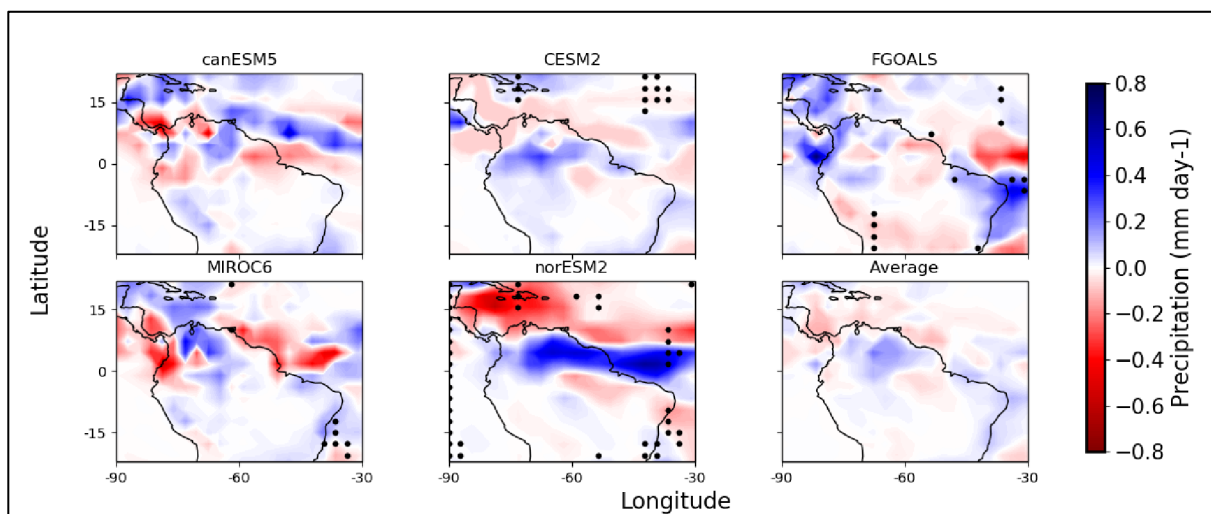 canESM5 CESM2 FGOALS
15
0
-15
MIROC6 norESM2 Average
15
0
-15
-90 -60 -30 -90 -60 -30 -90 -60 -30
Latitude
Longitude
0.8
0.6
0.4
0.2
0.0
−0.2
−0.4
−0.6
−0.8
Precipitation (mm day-1)